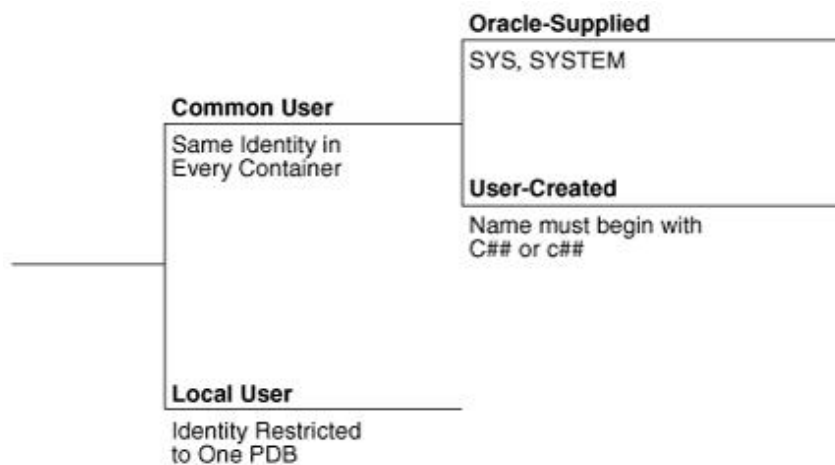 Oracle-Supplied
SYS, SYSTEM
Common User
Same Identity in
Every Container
User-Created
Name must begin with
C## or c##
Local User
Identity Restricted
to One PDB